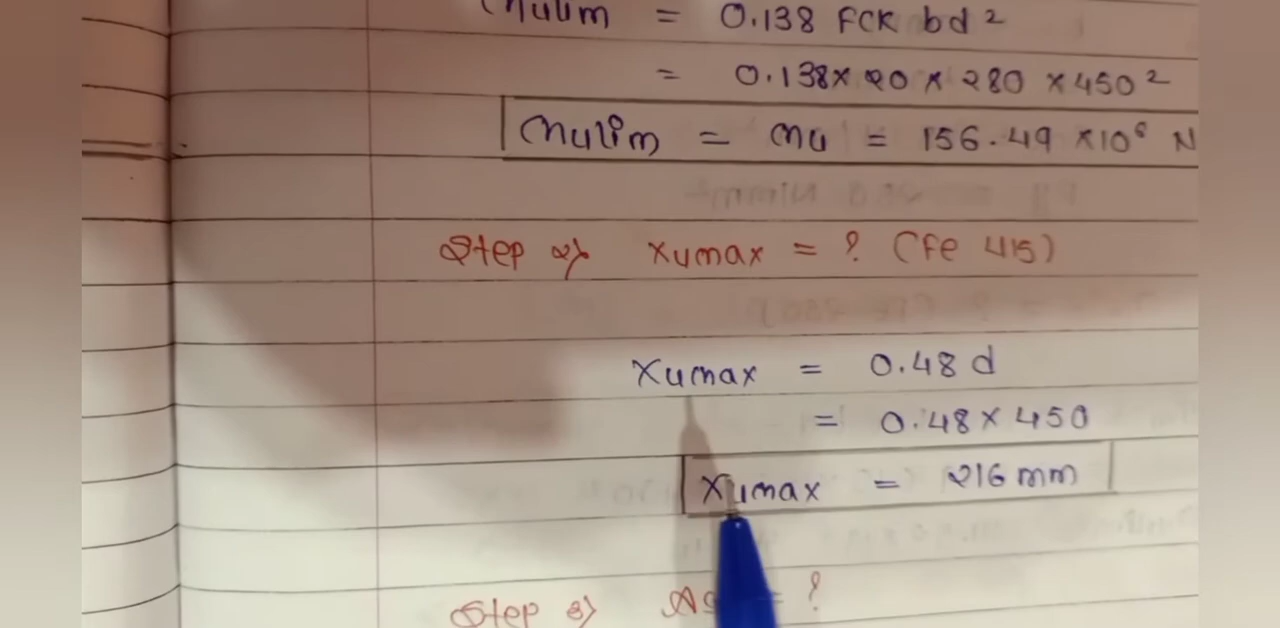 Mulim = 0.138 FCK bd²
= 0.138 × 20 × 280 × 450²
Mulim = Mu = 156.49 × 10⁶ N
Step 2) xumax = ? (Fe 415)
Xumax = 0.48 d
= 0.48 × 450
Xumax = 216 mm
Step 3) = ?